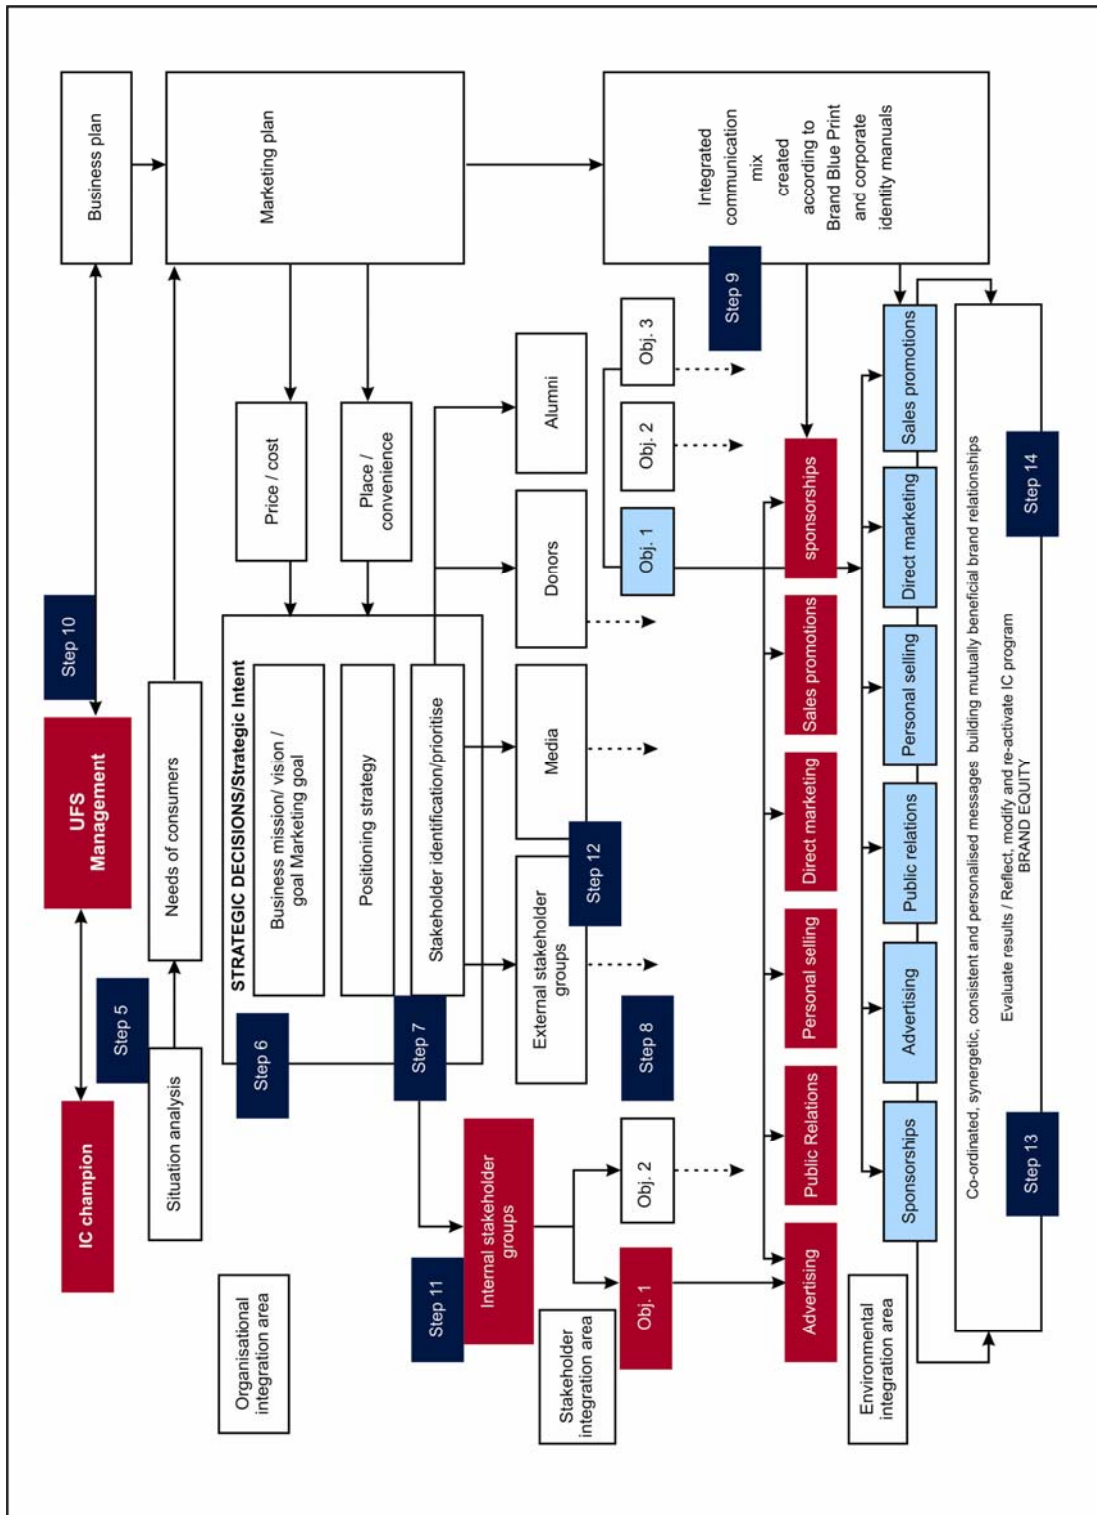 IC champion
UFS
Management
Step 10
Business plan
Step 5
Situation analysis
Needs of consumers
Marketing plan
Organisational
integration area
Step 6
STRATEGIC DECISIONS/Strategic Intent
Business mission/ vision /
goal Marketing goal
Positioning strategy
Stakeholder identification/prioritise
Price / cost
Place /
convenience
Step 7
Step 11
Internal stakeholder
groups
External stakeholder
groups
Step 12
Media
Donors
Alumni
Stakeholder
integration area
Obj. 1
Obj. 2
Step 8
Obj. 1
Obj. 2
Obj. 3
Step 9
Integrated
communication
mix
created
according to
Brand Blue Print
and corporate
identity manuals
Advertising
Public Relations
Personal selling
Direct marketing
Sales promotions
sponsorships
Environmental
integration area
Sponsorships
Advertising
Public relations
Personal selling
Direct marketing
Sales promotions
Co-ordinated, synergetic, consistent and personalised messages building mutually beneficial brand relationships
Evaluate results / Reflect, modify and re-activate IC program
BRAND EQUITY
Step 13
Step 14